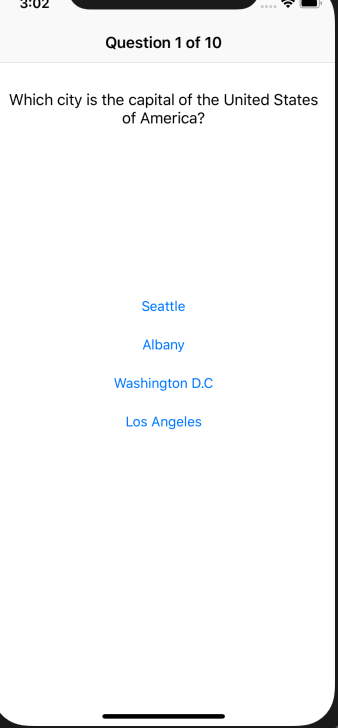 3:02
Question 1 of 10
Which city is the capital of the United States
of America?
Seattle
Albany
Washington D.C
Los Angeles